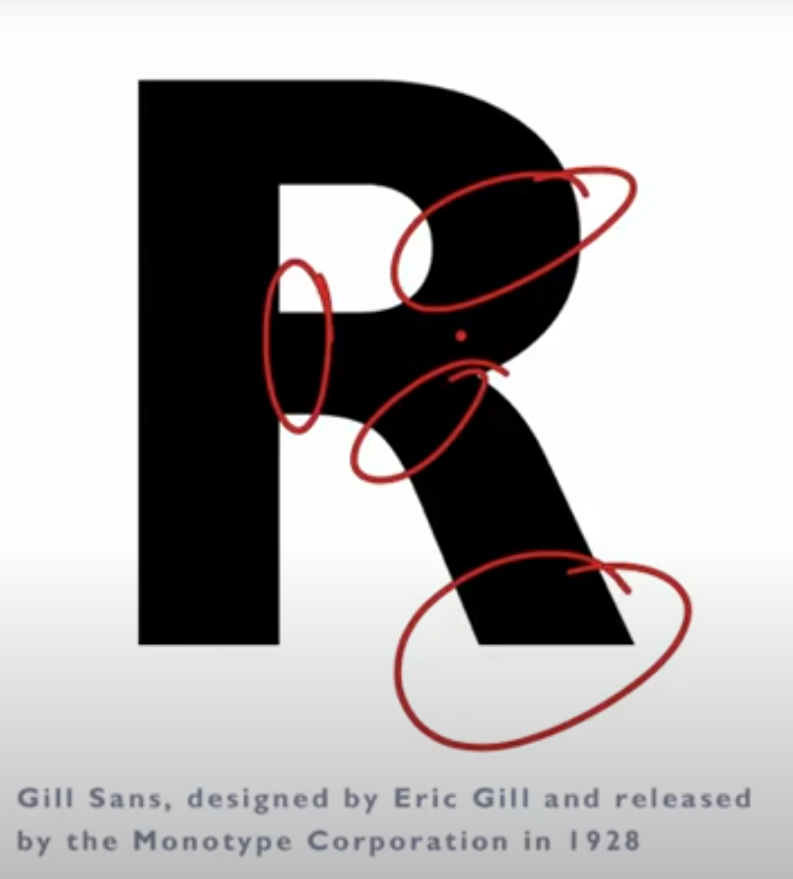 R
Gill Sans, designed by Eric Gill and released
by the Monotype Corporation in 1928